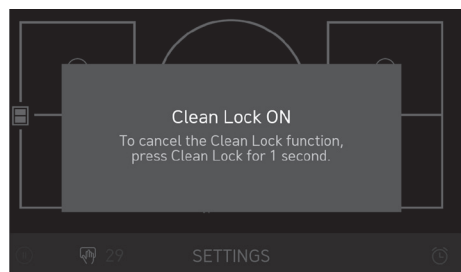 Clean Lock ON
To cancel the Clean Lock function,
press Clean Lock for 1 second.
29 SETTINGS